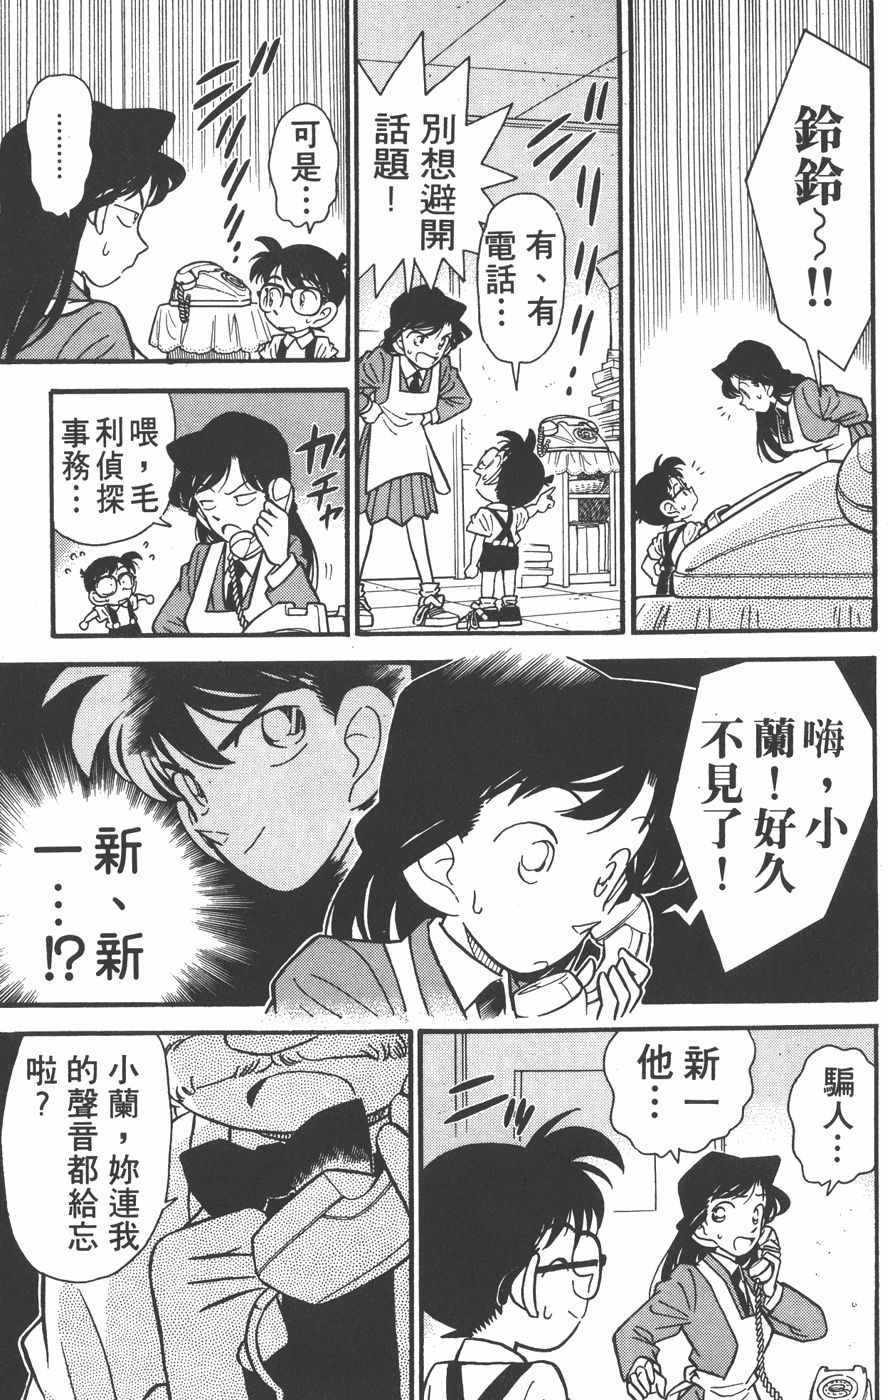 鈴鈴～!!
有、有
電話…
別想避開
話題！
可是…
……
喂，毛
利偵探
事務…
ガチャ
嗨，小
蘭！好久
不見了！
新、新
一…!?
騙人…
新一
他…
小蘭，妳連我
的聲音都給忘
啦？